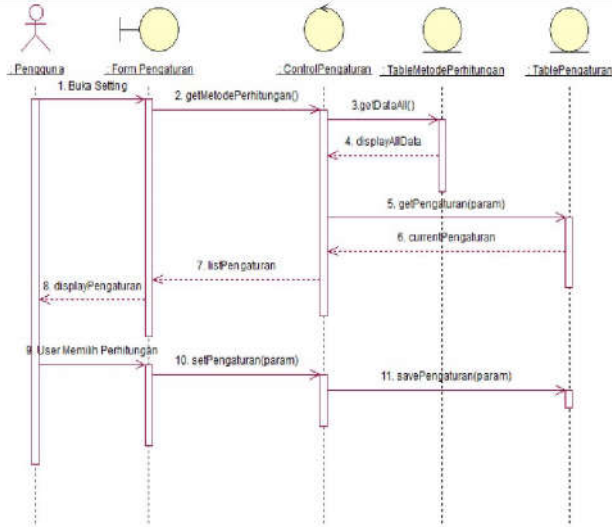 : Pengguna
: Form Pengaturan
: ControlPengaturan
: TableMetodePerhitungan
: TablePengaturan
1. Buka Setting
2. getMetodePerhitungan()
3.getDataAll()
4. displayAllData
5. getPengaturan(param)
6. currentPengaturan
7. listPengaturan
8. displayPengaturan
9. User Memilih Perhitungan
10. setPengaturan(param)
11. savePengaturan(param)